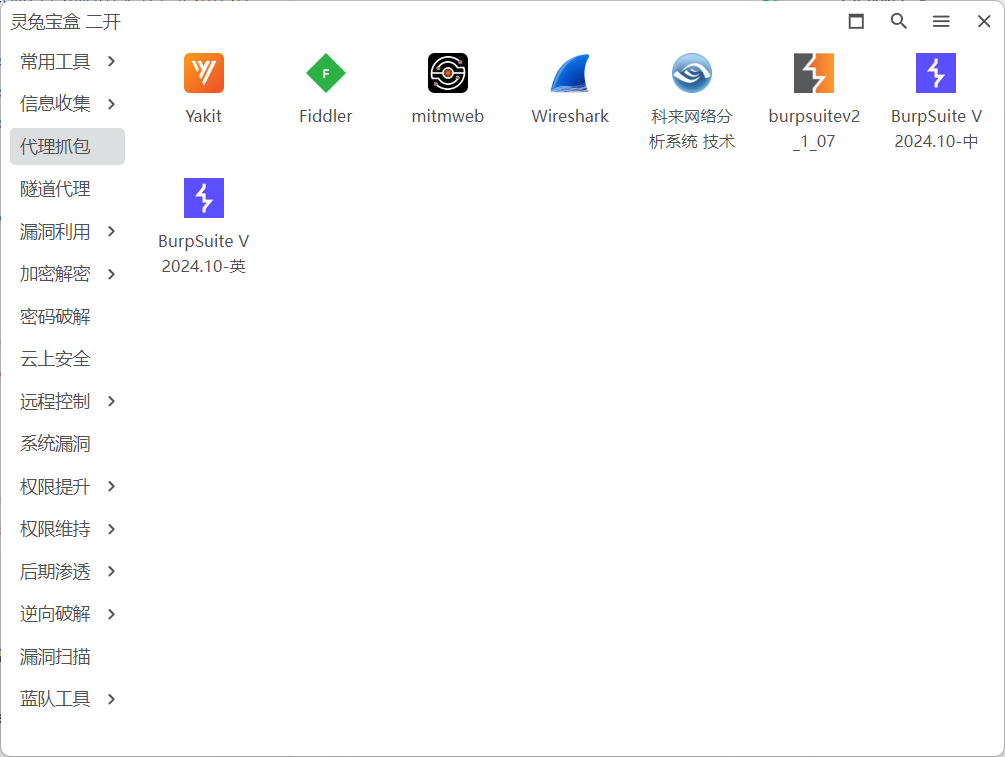 灵兔宝盒 二开
常用工具
信息收集
代理抓包
隧道代理
漏洞利用
加密解密
密码破解
云上安全
远程控制
系统漏洞
权限提升
权限维持
后期渗透
逆向破解
漏洞扫描
蓝队工具
Yakit
F
Fiddler
mitmweb
Wireshark
科来网络分
析系统 技术
burpsuitev2
_1_07
BurpSuite V
2024.10-中
BurpSuite V
2024.10-英